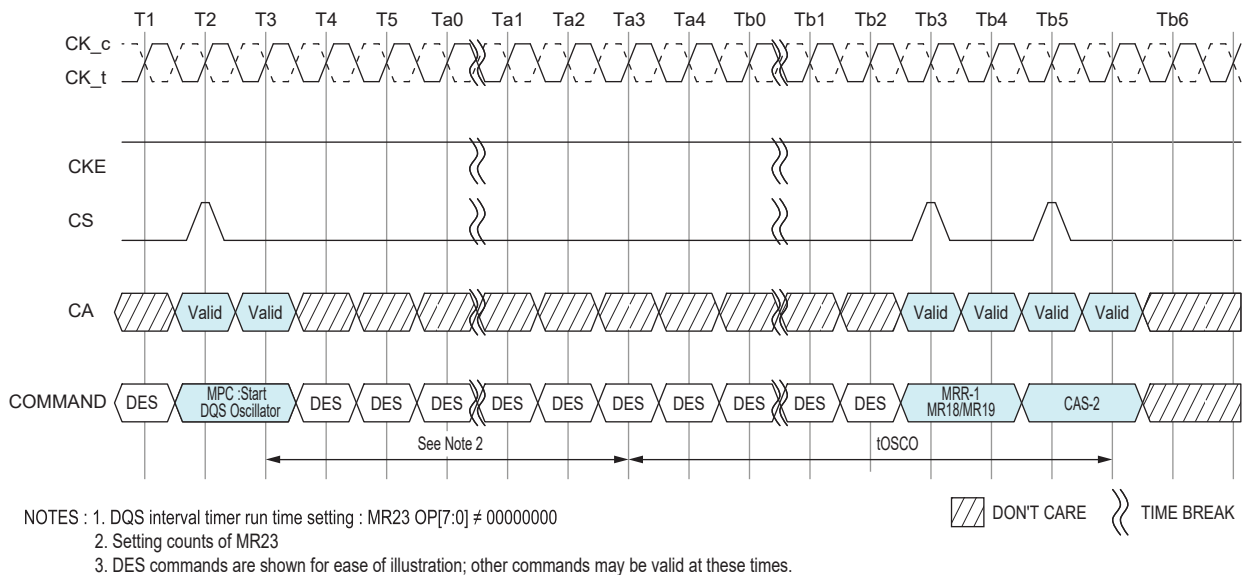 T1 T2 T3 T4 T5 Ta0 Ta1 Ta2 Ta3 Ta4 Tb0 Tb1 Tb2 Tb3 Tb4 Tb5 Tb6
CK_c
CK_t
CKE
CS
CA Valid Valid Valid Valid Valid Valid
COMMAND DES MPC :Start DES DES DES DES DES DES DES DES DES DES MRR-1 CAS-2
DQS Oscillator MR18/MR19
See Note 2 tOSCO
NOTES : 1. DQS interval timer run time setting : MR23 OP[7:0] ≠ 00000000
DON'T CARE TIME BREAK
2. Setting counts of MR23
3. DES commands are shown for ease of illustration; other commands may be valid at these times.